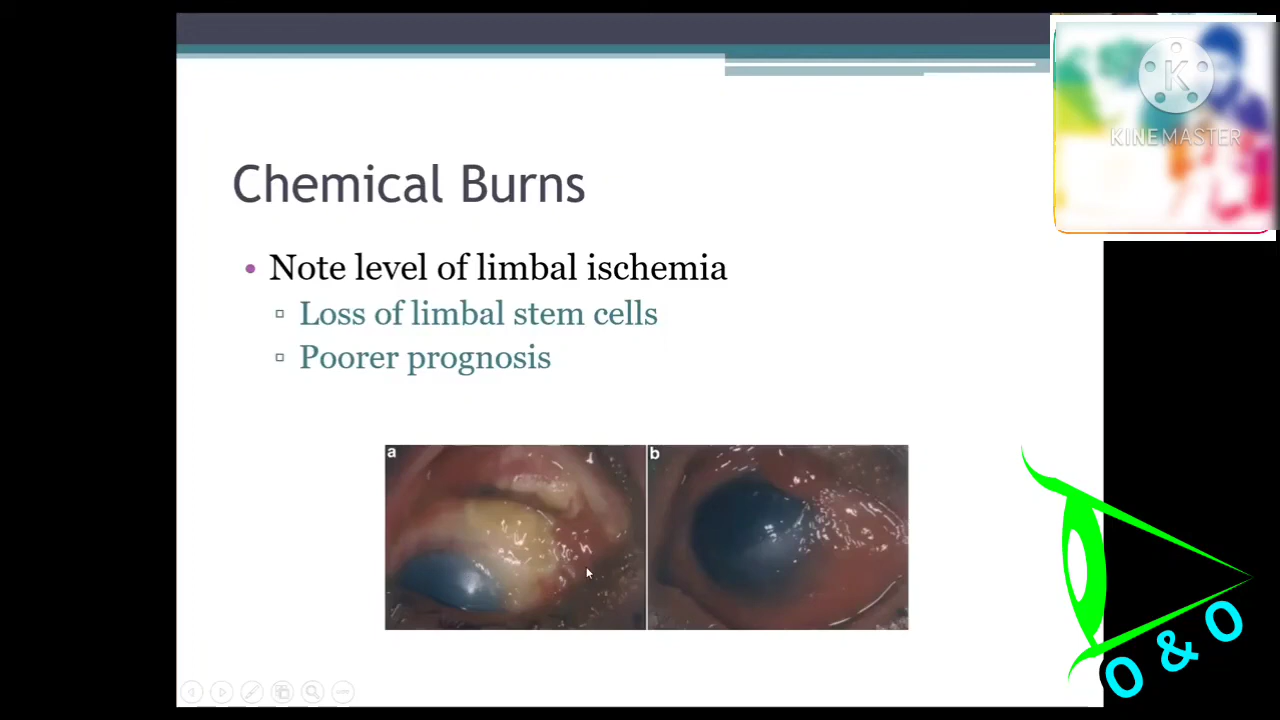 K
KINEMASTER
Chemical Burns
Note level of limbal ischemia
Loss of limbal stem cells
Poorer prognosis
a
b
O & O